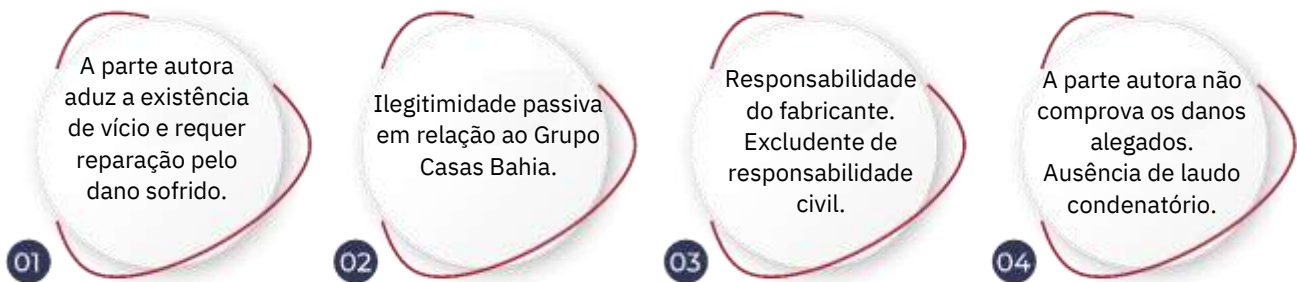 A parte autora
aduz a existência
de vício e requer
reparação pelo
dano sofrido.
01
Ilegitimidade passiva
em relação ao Grupo
Casas Bahia.
02
Responsabilidade
do fabricante.
Excludente de
responsabilidade
civil.
03
A parte autora não
comprova os danos
alegados.
Ausência de laudo
condenatório.
04